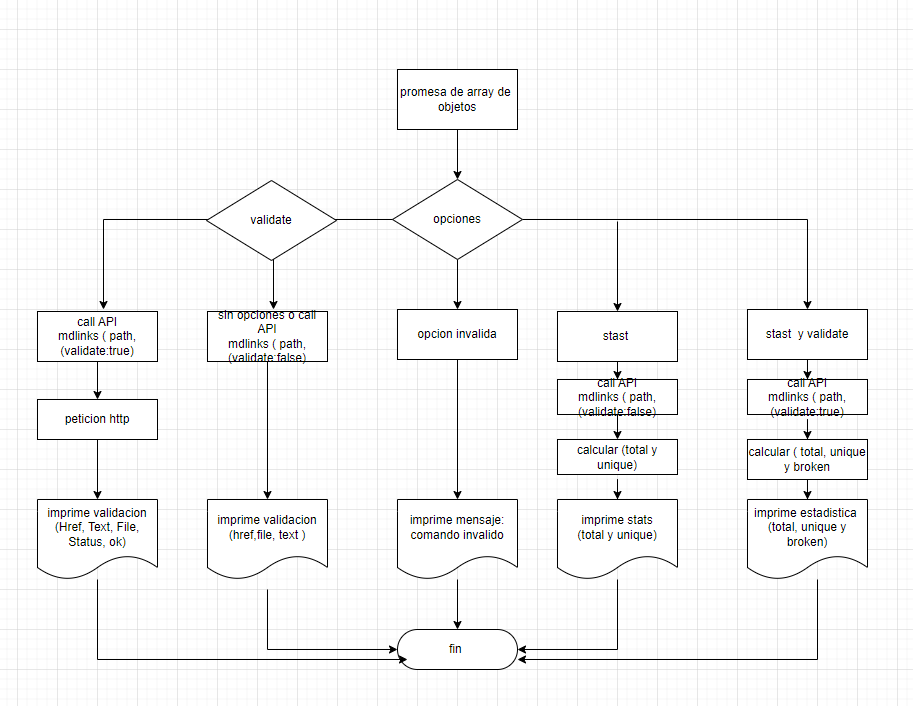 promesa de array de
objetos
validate
opciones
call API
mdlinks ( path,
(validate:true)
sin opciones o call
API
mdlinks ( path,
(validate:false)
opcion invalida
stast
stast y validate
peticion http
call API
mdlinks ( path,
(validate:false)
call API
mdlinks ( path,
(validate:true)
calcular (total y
unique)
calcular ( total, unique
y broken
imprime validacion
(Href, Text, File,
Status, ok)
imprime validacion
(href,file, text )
imprime mensaje:
comando invalido
imprime stats
(total y unique)
imprime estadistica
(total, unique y
broken)
fin